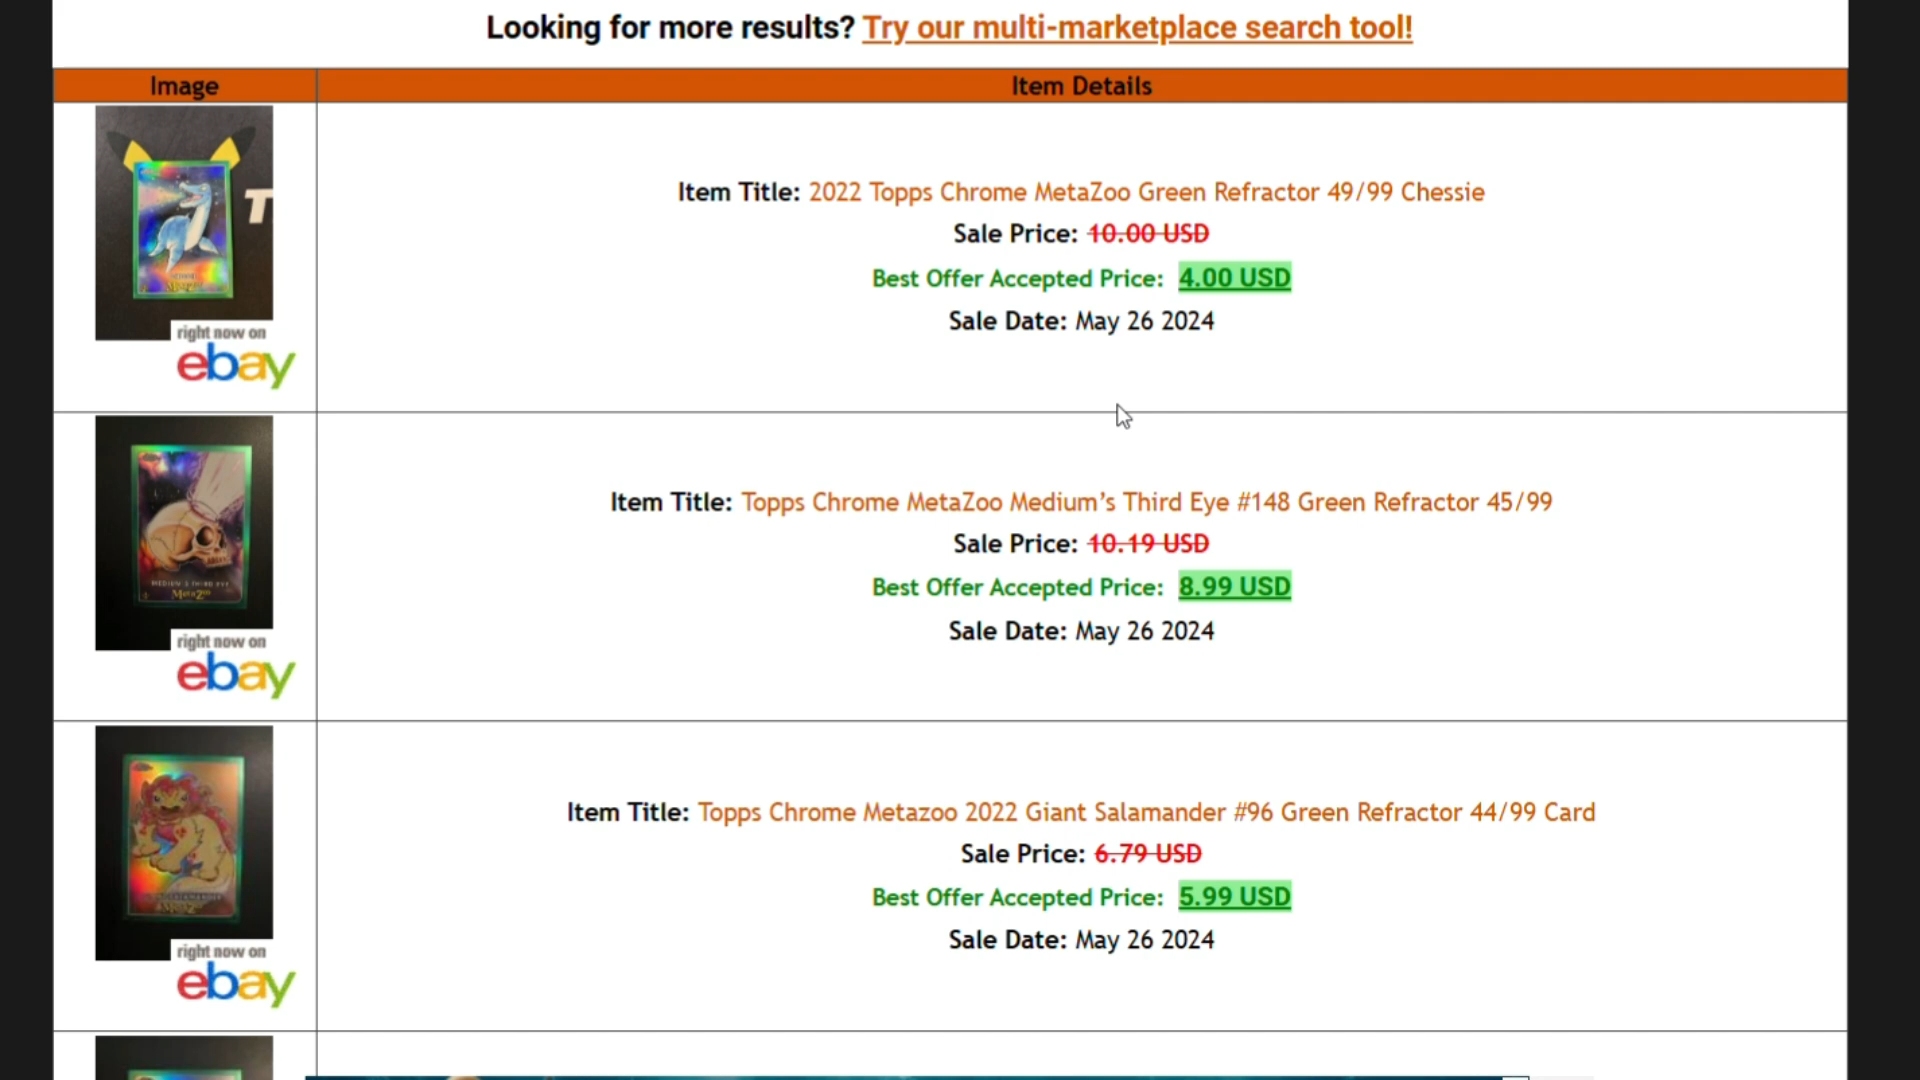 Looking for more results? Try our multi-marketplace search tool!
Image Item Details
Item Title: 2022 Topps Chrome MetaZoo Green Refractor 49/99 Chessie
Sale Price: 10.00 USD
Best Offer Accepted Price: 4.00 USD
Sale Date: May 26 2024
T
right now on
ebay
Item Title: Topps Chrome MetaZoo Medium’s Third Eye #148 Green Refractor 45/99
Sale Price: 10.19 USD
Best Offer Accepted Price: 8.99 USD
Sale Date: May 26 2024
MEDIUM'S THIRD EYE
MetaZoo
right now on
ebay
Item Title: Topps Chrome Metazoo 2022 Giant Salamander #96 Green Refractor 44/99 Card
Sale Price: 6.79 USD
Best Offer Accepted Price: 5.99 USD
Sale Date: May 26 2024
right now on
ebay